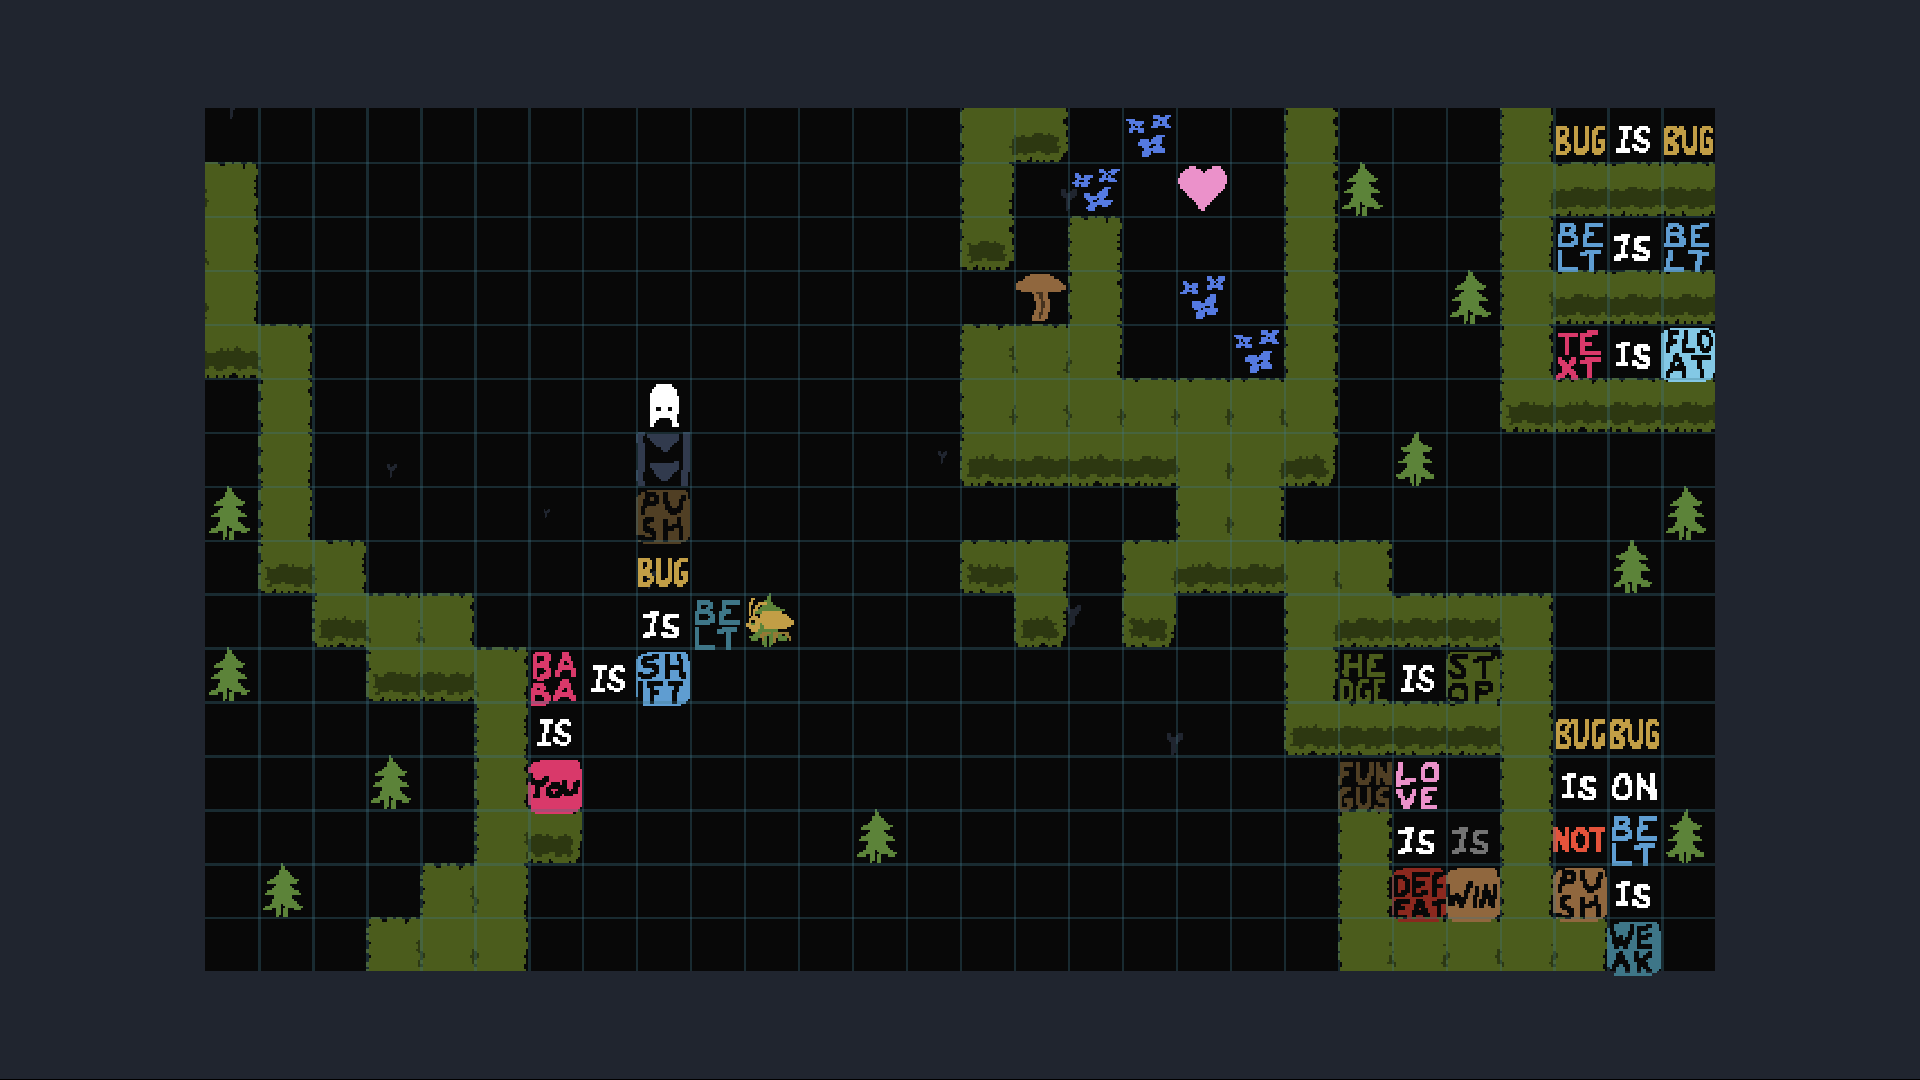 BUG IS BUG
BELT IS BELT
TEXT IS FLOAT
PUSH
BUG
IS BELT
BABA IS SHIFT
HEDGE IS STOP
IS
BUG BUG
YOU
FUNGUS LOVE
IS ON
IS IS
NOT BELT
DEFEAT WIN
PUSH IS
WEAK